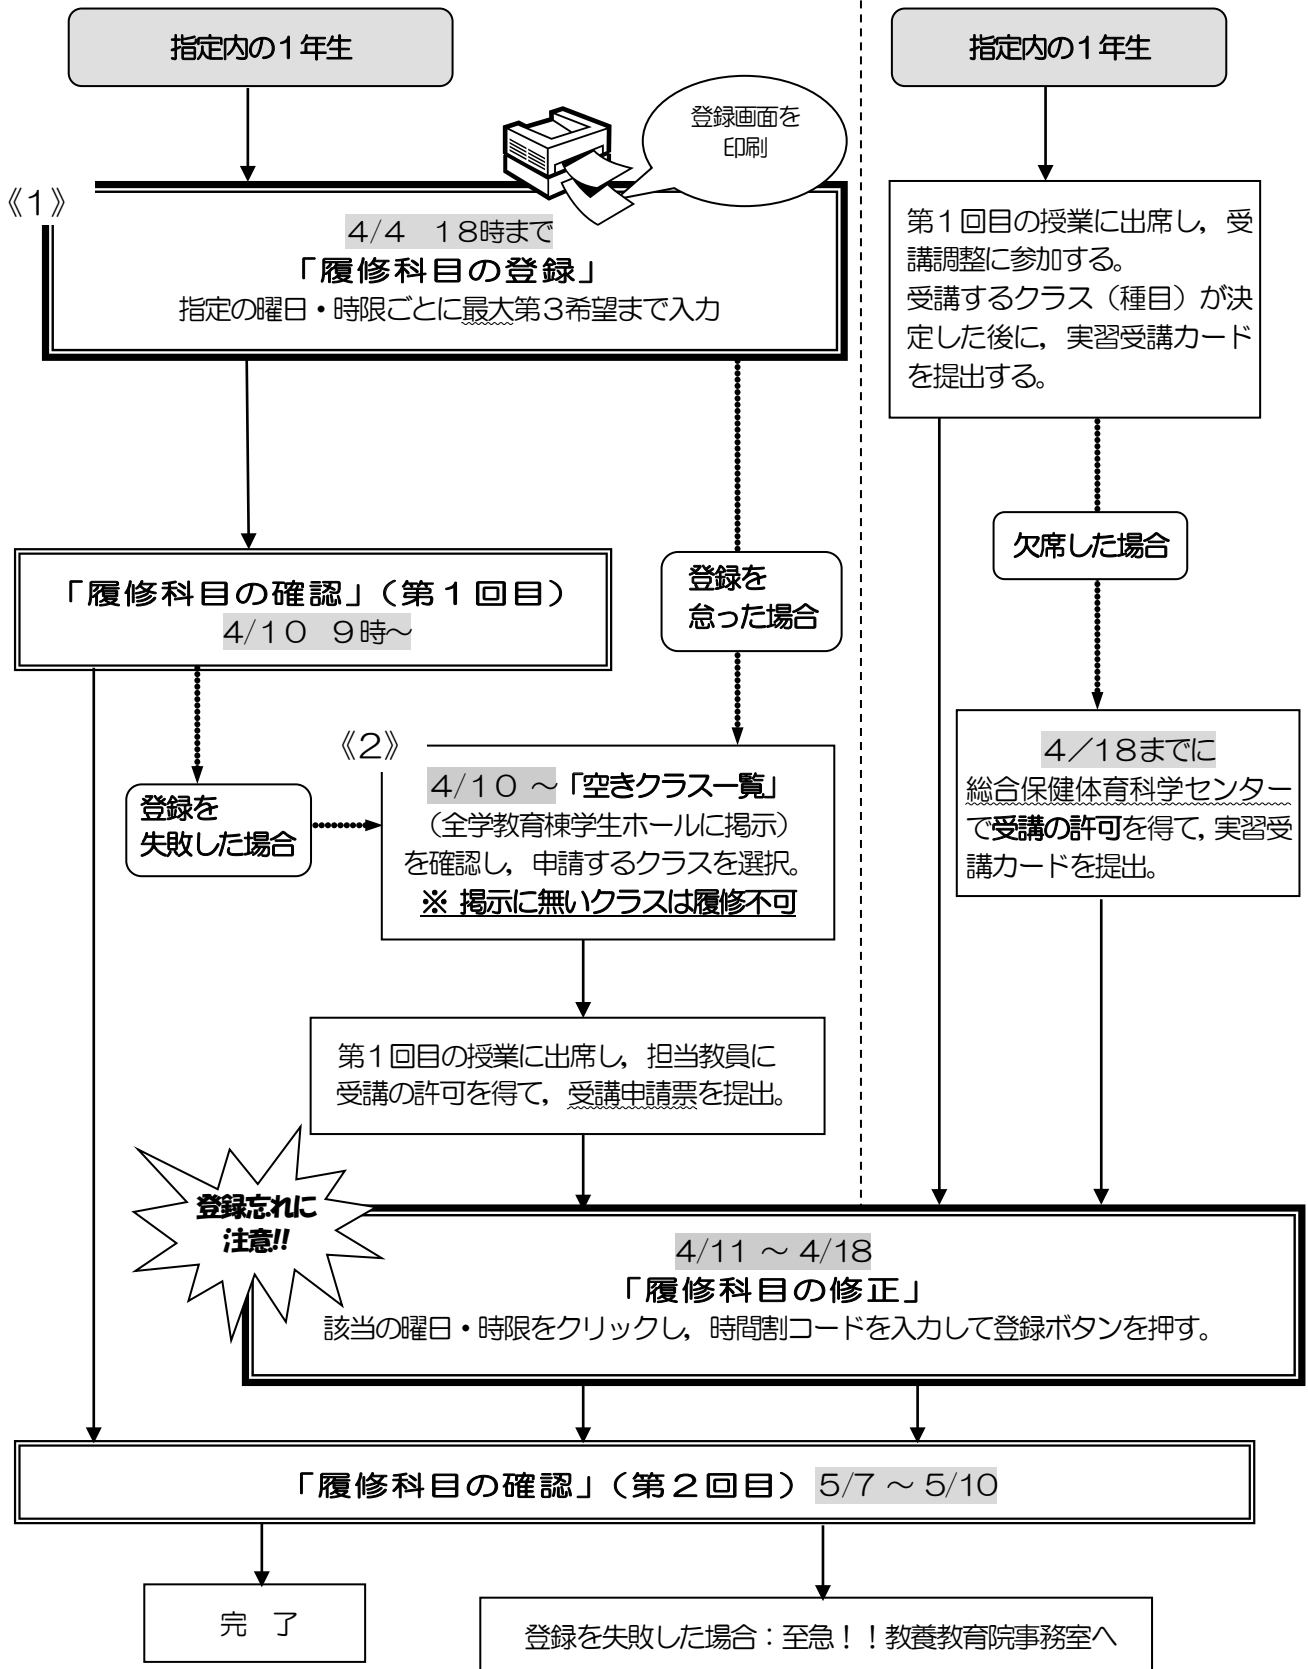 指定内の1年生
登録画面を
印刷
《1》
4/4　18時まで
「履修科目の登録」
指定の曜日・時限ごとに最大第3希望まで入力
「履修科目の確認」（第1回目）
4/10　9時～
登録を
怠った場合
登録を
失敗した場合
《2》
4/10 ～「空きクラス一覧」
（全学教育棟学生ホールに掲示）
を確認し，申請するクラスを選択。
※ 掲示に無いクラスは履修不可
第1回目の授業に出席し，担当教員に
受講の許可を得て，受講申請票を提出。
指定内の1年生
第1回目の授業に出席し，受
講調整に参加する。
受講するクラス（種目）が決
定した後に，実習受講カード
を提出する。
欠席した場合
4／18までに
総合保健体育科学センター
で受講の許可を得て，実習受
講カードを提出。
登録忘れに
注意!!
4/11 ～ 4/18
「履修科目の修正」
該当の曜日・時限をクリックし，時間割コードを入力して登録ボタンを押す。
「履修科目の確認」（第2回目） 5/7 ～ 5/10
完　了
登録を失敗した場合：至急！！教養教育院事務室へ